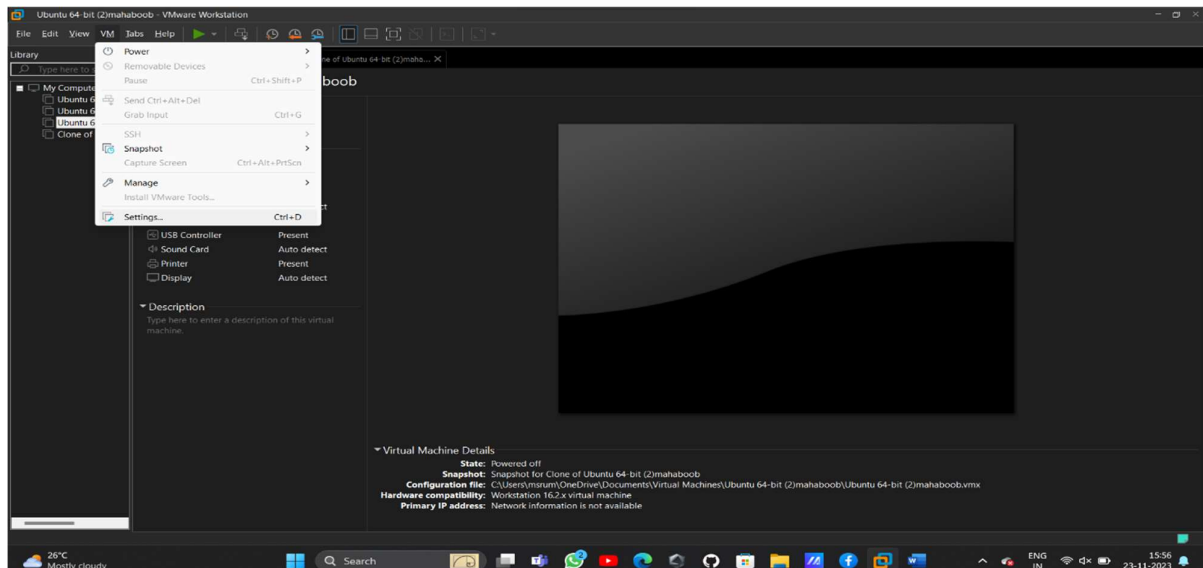 Ubuntu 64-bit (2)mahaboob - VMware Workstation
File Edit View VM Tabs Help
Library
Type here to s
My Compute
Ubuntu 6
Ubuntu 6
Ubuntu 6
Clone of
ne of Ubuntu 64-bit (2)maha...
boob
Power
Removable Devices
Pause Ctrl+Shift+P
Send Ctrl+Alt+Del
Grab Input Ctrl+G
SSH
Snapshot
Capture Screen Ctrl+Alt+PrtScn
Manage
Install VMware Tools...
Settings... Ctrl+D
ct
USB Controller Present
Sound Card Auto detect
Printer Present
Display Auto detect
Description
Type here to enter a description of this virtual
machine.
Virtual Machine Details
State: Powered off
Snapshot: Snapshot for Clone of Ubuntu 64-bit (2)mahaboob
Configuration file: C:\Users\msrum\OneDrive\Documents\Virtual Machines\Ubuntu 64-bit (2)mahaboob\Ubuntu 64-bit (2)mahaboob.vmx
Hardware compatibility: Workstation 16.2.x virtual machine
Primary IP address: Network information is not available
26°C
Mostly cloudy
Search
2
ENG
IN
15:56
23-11-2023